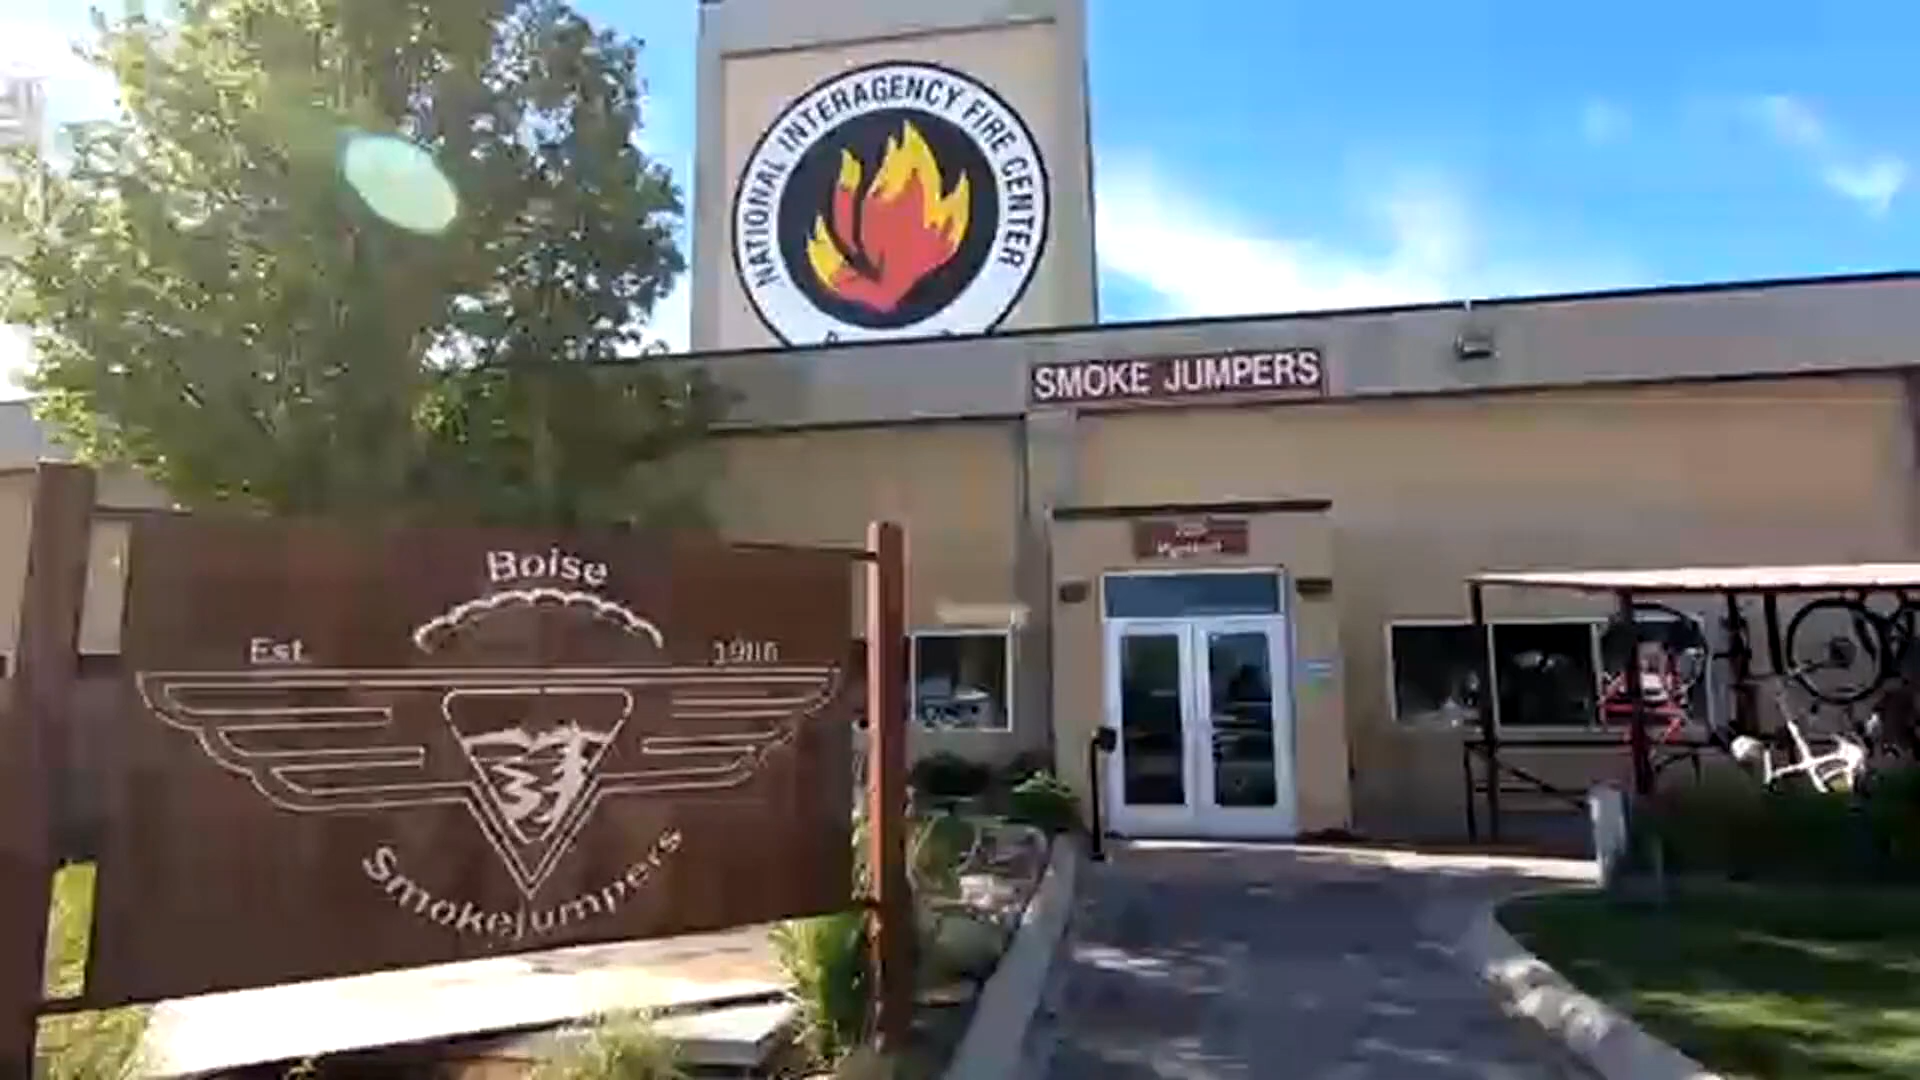 NATIONAL INTERAGENCY FIRE CENTER
SMOKE JUMPERS
Boise
Est
Smokejumpers